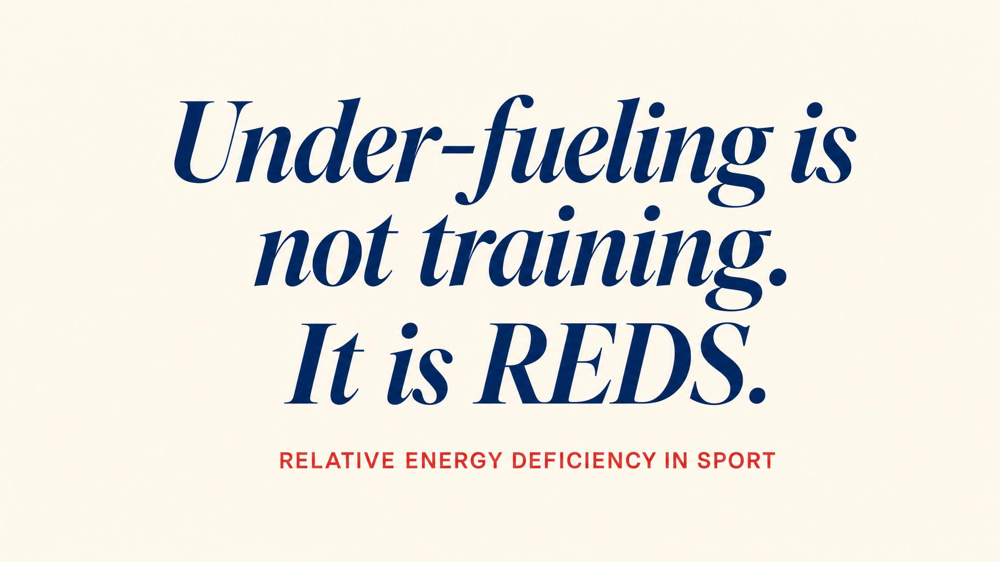 Under-fueling is
not training.
It is REDS.
RELATIVE ENERGY DEFICIENCY IN SPORT